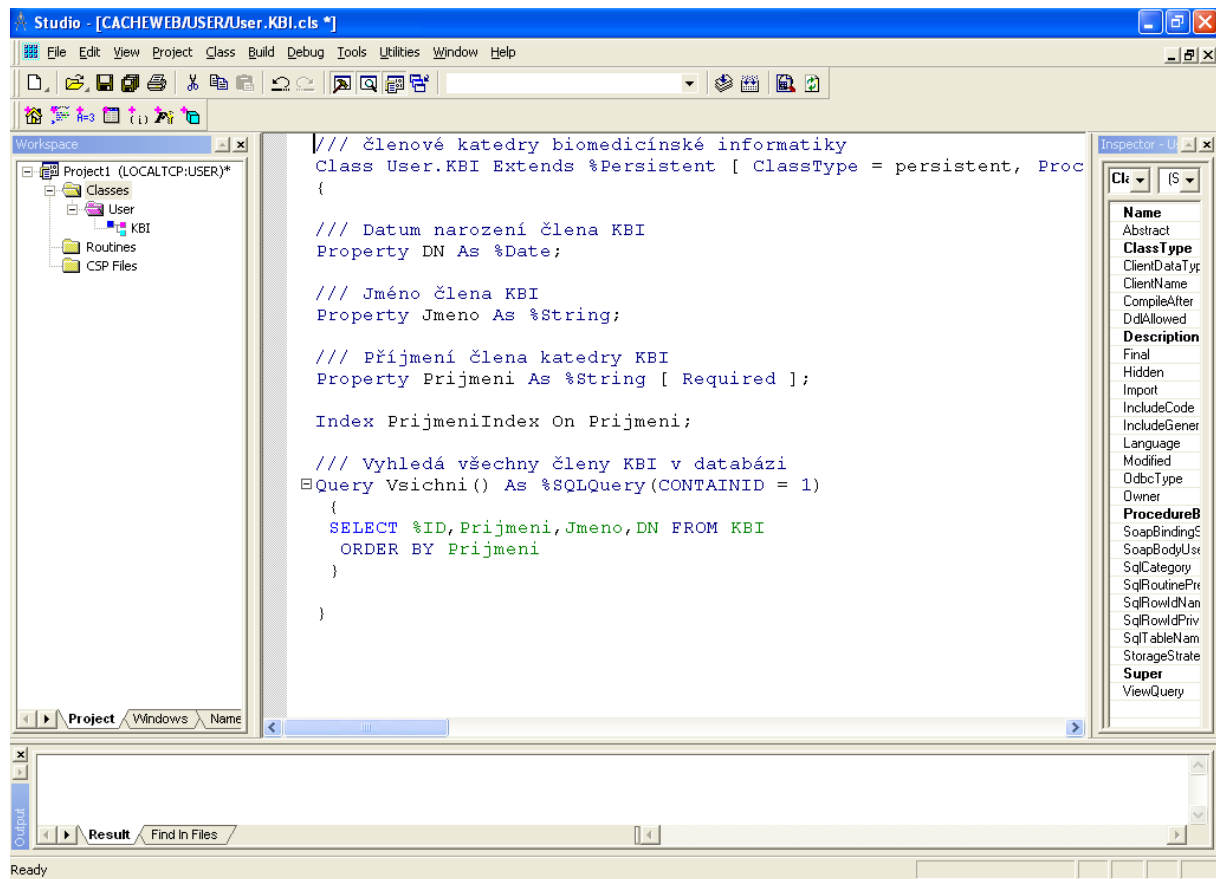 Studio - [CACHEWEB/USER/User.KBI.cls *]
File Edit View Project Class Build Debug Tools Utilities Window Help
Workspace
Project1 (LOCALTCP:USER)*
Classes
User
KBI
Routines
CSP Files
Project Windows Name
/// členové katedry biomedicínské informatiky
Class User.KBI Extends %Persistent [ ClassType = persistent, Proc
{
/// Datum narození člena KBI
Property DN As %Date;
/// Jméno člena KBI
Property Jmeno As %String;
/// Příjmení člena katedry KBI
Property Prijmeni As %String [ Required ];
Index PrijmeniIndex On Prijmeni;
/// Vyhledá všechny členy KBI v databázi
Query Vsichni() As %SQLQuery(CONTAINID = 1)
{
SELECT %ID,Prijmeni,Jmeno,DN FROM KBI
ORDER BY Prijmeni
}
}
Inspector - U
Cla (S
Name
Abstract
ClassType
ClientDataTyp
ClientName
CompileAfter
DdlAllowed
Description
Final
Hidden
Import
IncludeCode
IncludeGener
Language
Modified
OdbcType
Owner
ProcedureB
SoapBindingS
SoapBodyUse
SqlCategory
SqlRoutinePre
SqlRowIdNam
SqlRowIdPriv
SqlTableNam
StorageStrate
Super
ViewQuery
Output
Result Find In Files
Ready